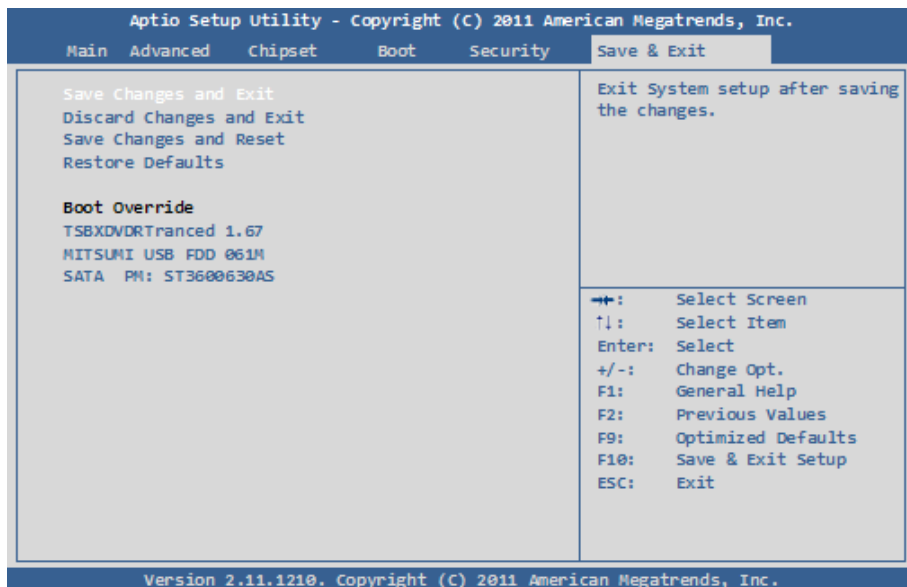 Aptio Setup Utility - Copyright (C) 2011 American Megatrends, Inc.
Main Advanced Chipset Boot Security Save & Exit
Save Changes and Exit
Discard Changes and Exit
Save Changes and Reset
Restore Defaults
Boot Override
TSBXDVDRTranced 1.67
MITSUMI USB FDD 061M
SATA PM: ST3600630AS
Exit System setup after saving
the changes.
→←: Select Screen
↑↓: Select Item
Enter: Select
+/-: Change Opt.
F1: General Help
F2: Previous Values
F9: Optimized Defaults
F10: Save & Exit Setup
ESC: Exit
Version 2.11.1210. Copyright (C) 2011 American Megatrends, Inc.